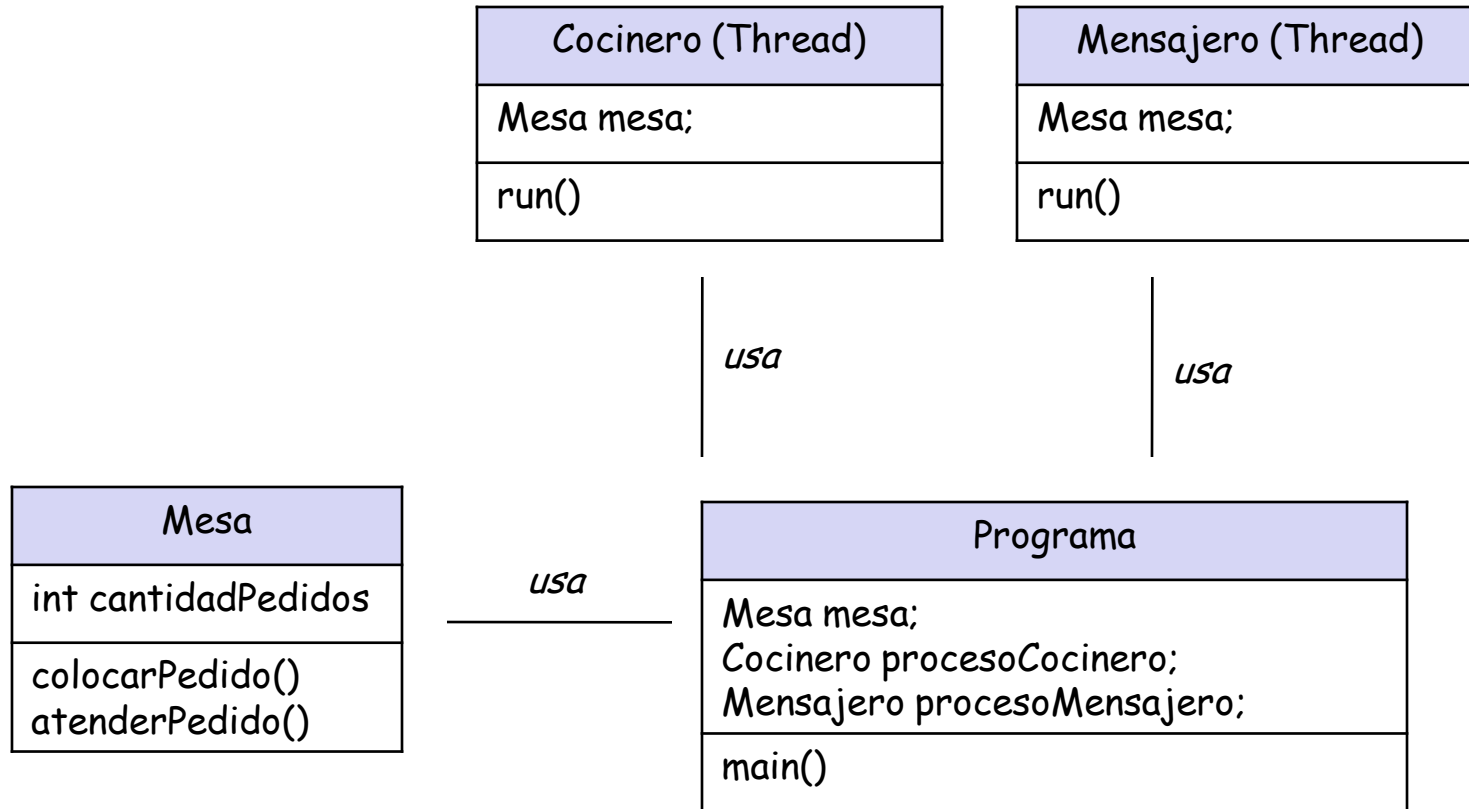 Cocinero (Thread)
Mesa mesa;
run()
Mensajero (Thread)
Mesa mesa;
run()
usa
usa
Mesa
int cantidadPedidos
colocarPedido()
atenderPedido()
usa
Programa
Mesa mesa;
Cocinero procesoCocinero;
Mensajero procesoMensajero;
main()